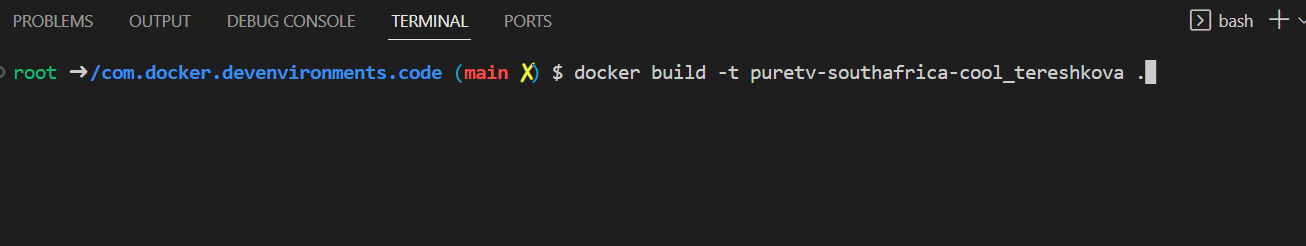 PROBLEMS OUTPUT DEBUG CONSOLE TERMINAL PORTS bash
root ➜/com.docker.devenvironments.code (main ✗) $ docker build -t puretv-southafrica-cool_tereshkova .